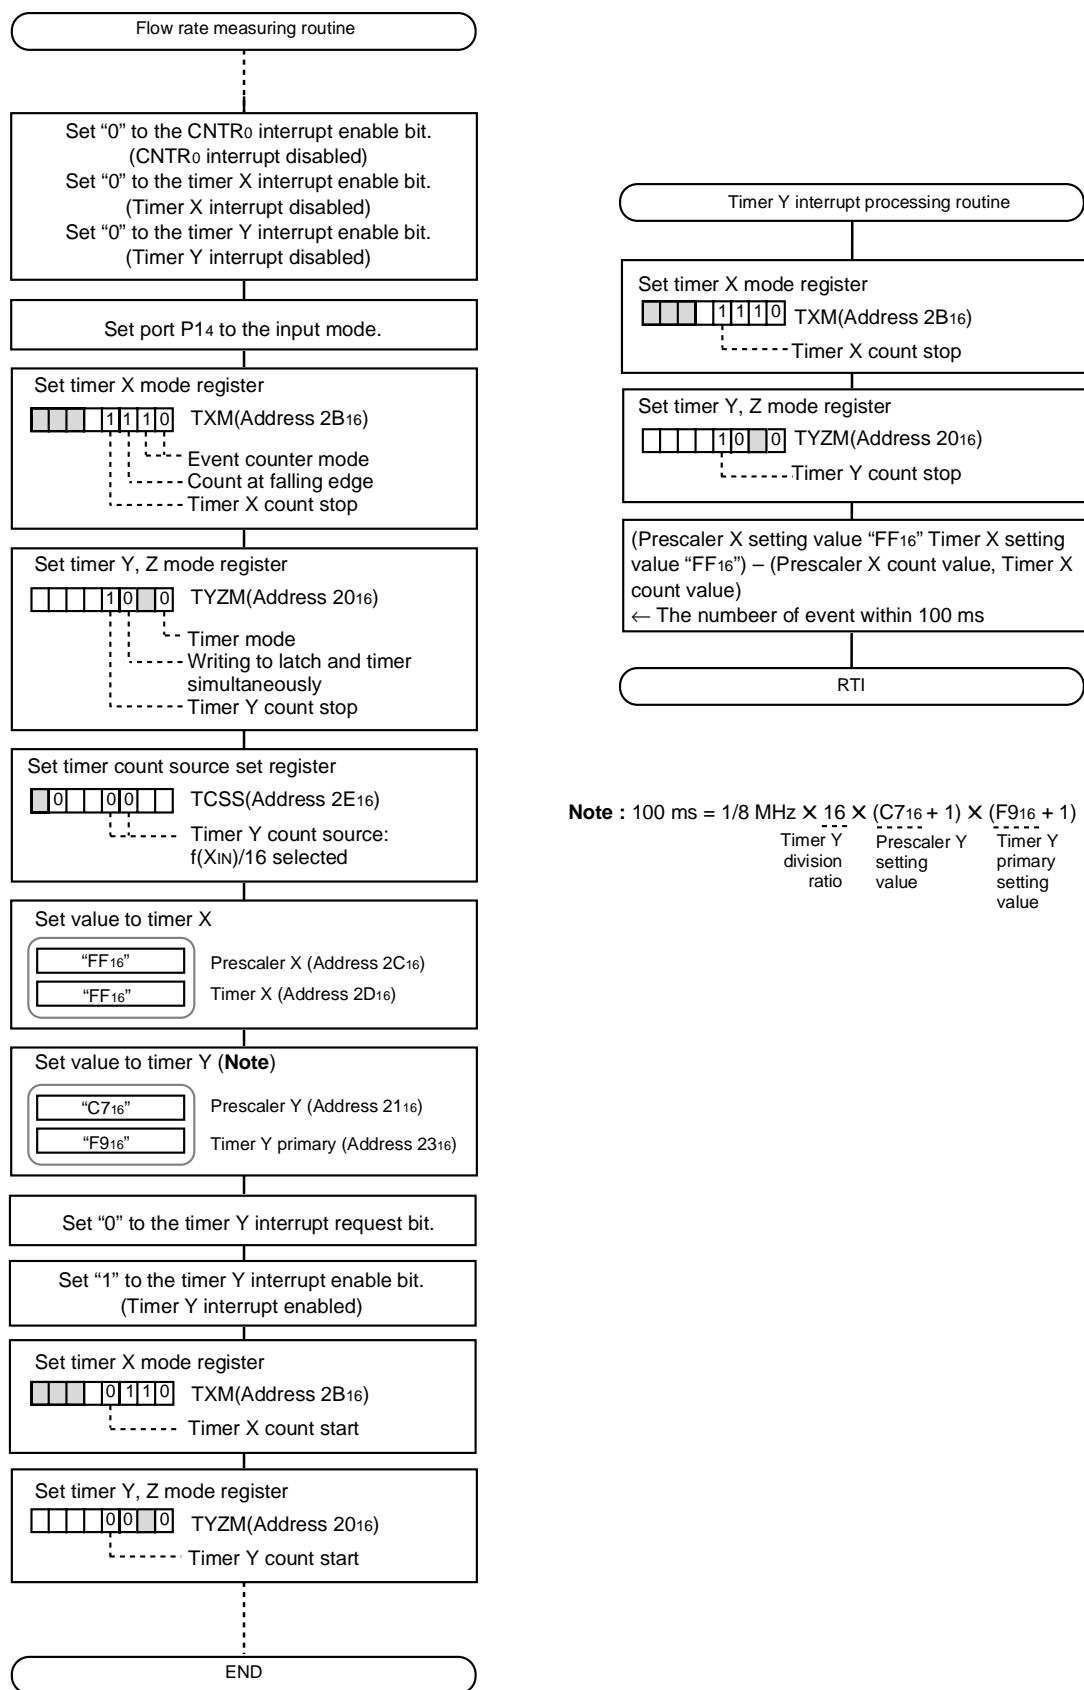 Flow rate measuring routine
Set “0” to the CNTR0 interrupt enable bit.
(CNTR0 interrupt disabled)
Set “0” to the timer X interrupt enable bit.
(Timer X interrupt disabled)
Set “0” to the timer Y interrupt enable bit.
(Timer Y interrupt disabled)
Set port P14 to the input mode.
Set timer X mode register
1 1 1 0 TXM(Address 2B16)
Event counter mode
Count at falling edge
Timer X count stop
Set timer Y, Z mode register
1 0 0 TYZM(Address 2016)
Timer mode
Writing to latch and timer
simultaneously
Timer Y count stop
Set timer count source set register
0 0 0 TCSS(Address 2E16)
Timer Y count source:
f(XIN)/16 selected
Set value to timer X
“FF16” Prescaler X (Address 2C16)
“FF16” Timer X (Address 2D16)
Set value to timer Y (Note)
“C716” Prescaler Y (Address 2116)
“F916” Timer Y primary (Address 2316)
Set “0” to the timer Y interrupt request bit.
Set “1” to the timer Y interrupt enable bit.
(Timer Y interrupt enabled)
Set timer X mode register
0 1 1 0 TXM(Address 2B16)
Timer X count start
Set timer Y, Z mode register
0 0 0 TYZM(Address 2016)
Timer Y count start
END
Timer Y interrupt processing routine
Set timer X mode register
1 1 1 0 TXM(Address 2B16)
Timer X count stop
Set timer Y, Z mode register
1 0 0 TYZM(Address 2016)
Timer Y count stop
(Prescaler X setting value “FF16” Timer X setting
value “FF16”) – (Prescaler X count value, Timer X
count value)
← The numbeer of event within 100 ms
RTI
Note : 100 ms = 1/8 MHz × 16 × (C716 + 1) × (F916 + 1)
Timer Y
division
ratio
Prescaler Y
setting
value
Timer Y
primary
setting
value